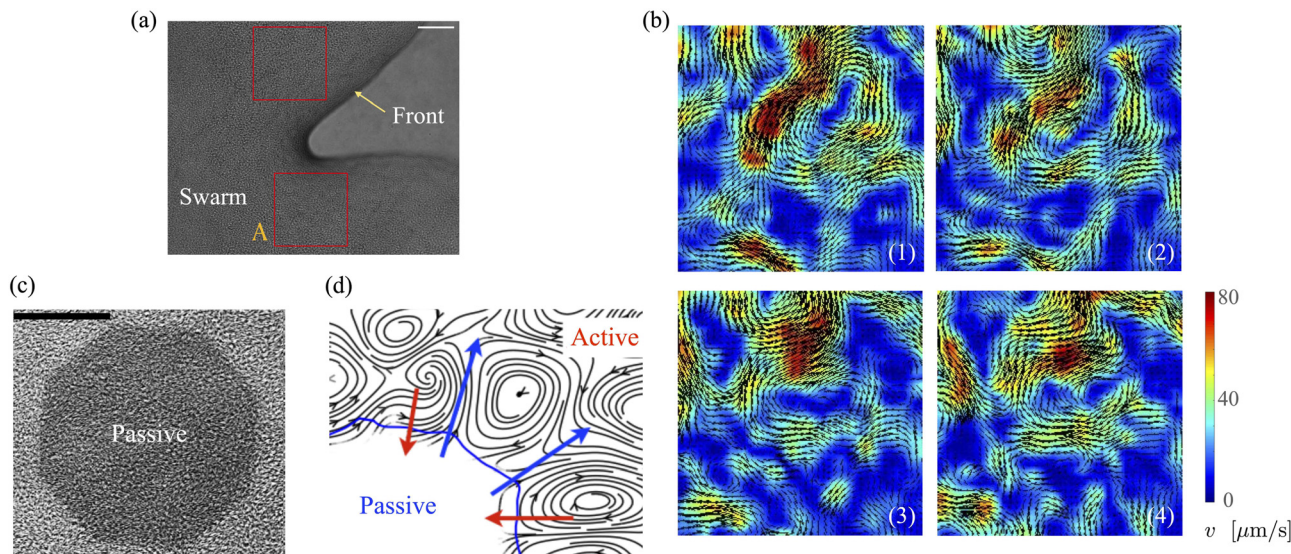 (a)
Front
Swarm
A
(b)
(1)
(2)
(3)
(4)
80
40
0
v [μm/s]
(c)
Passive
(d)
Active
Passive